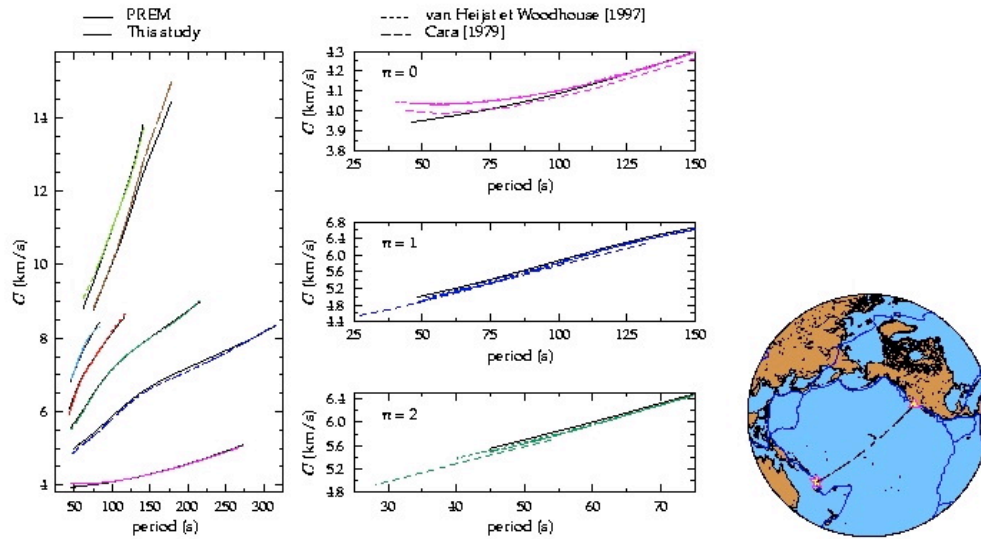 PREM
This study
van Heijst et Woodhouse [1997]
Cara [1979]
14
12
10
8
6
4
50 100 150 200 250 300
period (s)
C (km/s)
n = 0
4.3
4.2
4.1
4.0
3.9
3.8
25 50 75 100 125 150
period (s)
C (km/s)
n = 1
6.8
6.4
6.0
5.6
5.2
4.8
4.4
25 50 75 100 125 150
period (s)
C (km/s)
n = 2
6.4
6.0
5.6
5.2
4.8
30 40 50 60 70
period (s)
C (km/s)